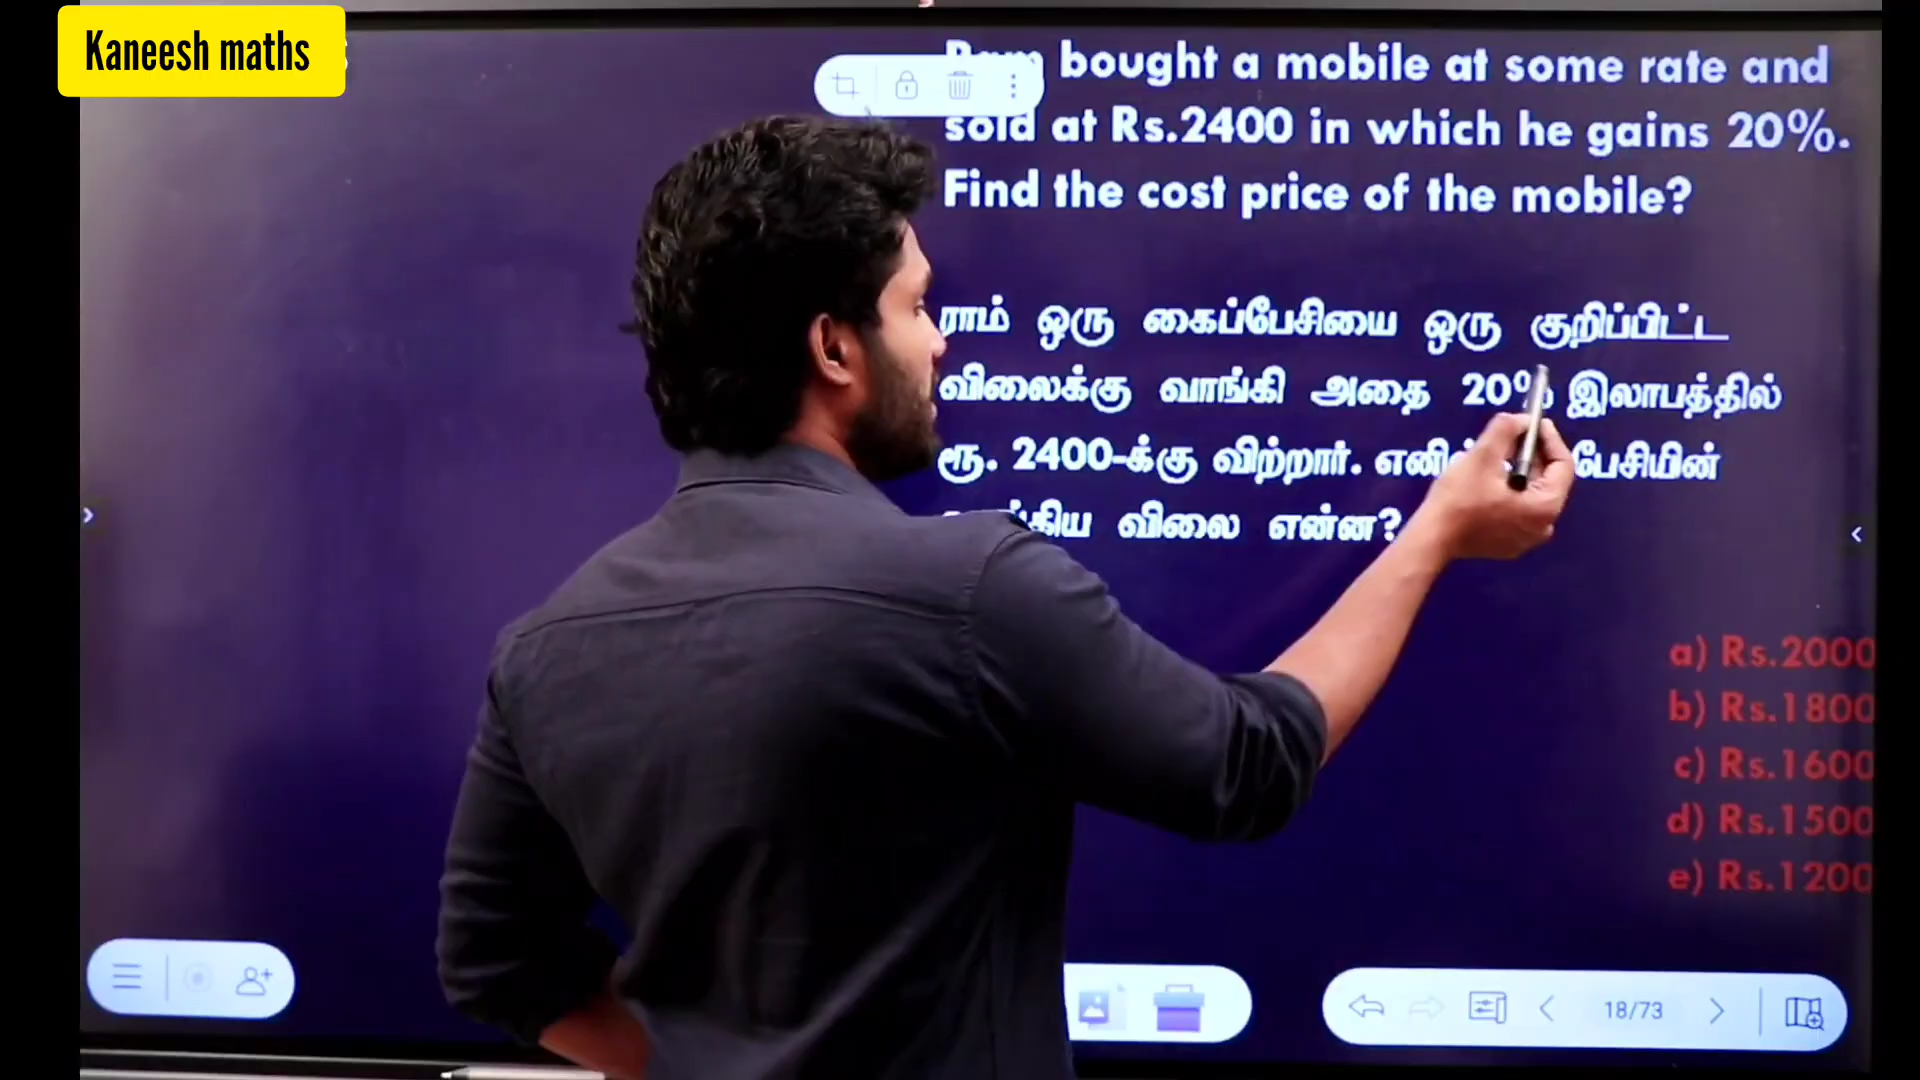 Kaneesh maths
bought a mobile at some rate and
sold at Rs.2400 in which he gains 20%.
Find the cost price of the mobile?
ராம் ஒரு கைப்பேசியை ஒரு குறிப்பிட்ட
விலைக்கு வாங்கி அதை 20% இலாபத்தில்
ரூ. 2400-க்கு விற்றார்.
விலை என்ன?
a) Rs.2000
b) Rs.1800
c) Rs.1600
d) Rs.1500
e) Rs.1200
18/73